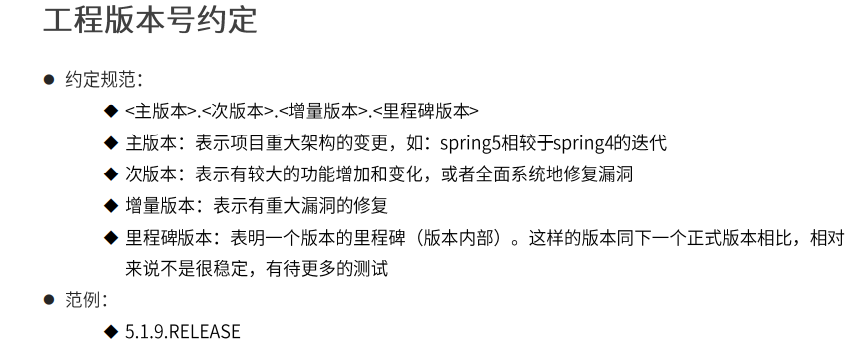 工程版本号约定
● 约定规范：
◆ <主版本>.<次版本>.<增量版本>.<里程碑版本>
◆ 主版本：表示项目重大架构的变更，如：spring5相较于spring4的迭代
◆ 次版本：表示有较大的功能增加和变化，或者全面系统地修复漏洞
◆ 增量版本：表示有重大漏洞的修复
◆ 里程碑版本：表明一个版本的里程碑（版本内部）。这样的版本同下一个正式版本相比，相对
来说不是很稳定，有待更多的测试
● 范例：
◆ 5.1.9.RELEASE